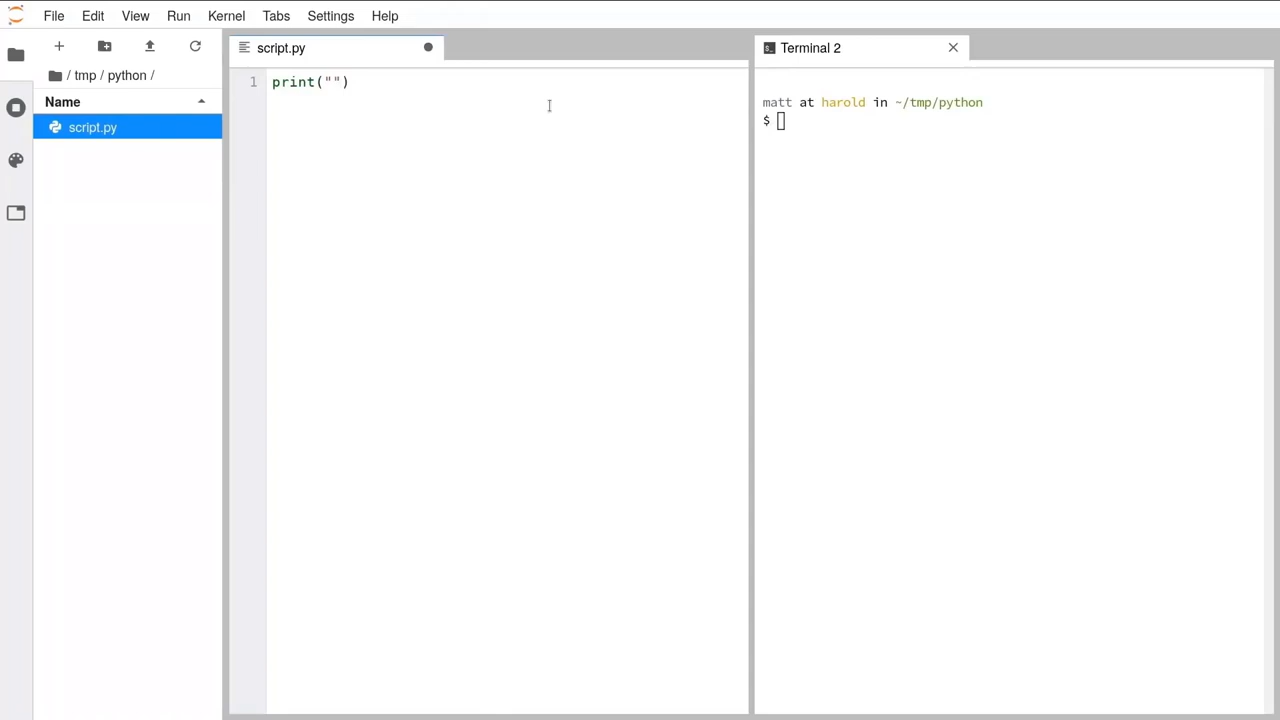 File Edit View Run Kernel Tabs Settings Help
/ tmp / python /
Name
script.py
script.py
1 print("")
Terminal 2
matt at harold in ~/tmp/python
$